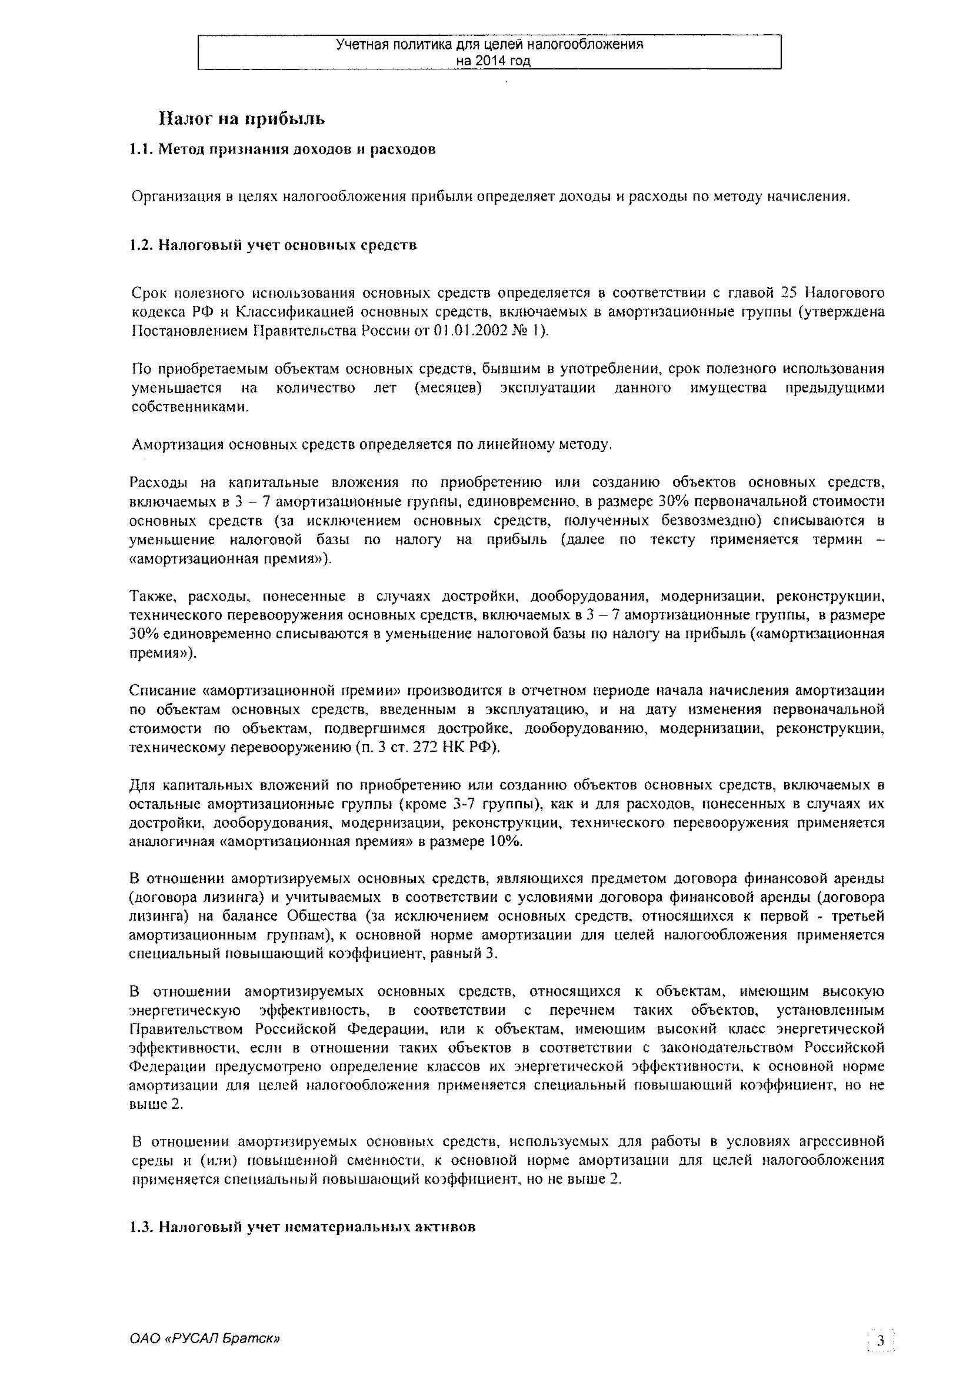 Учетная политика для целей налогообложения
на 2014 год
Налог на прибыль
1.1. Метод признания доходов и расходов
Организация в целях налогообложения прибыли определяет доходы и расходы по методу начисления.
1.2. Налоговый учет основных средств
Срок полезного использования основных средств определяется в соответствии с главой 25 Налогового
кодекса РФ и Классификацией основных средств, включаемых в амортизационные группы (утверждена
Постановлением Правительства России от 01.01.2002 № 1).
По приобретаемым объектам основных средств, бывшим в употреблении, срок полезного использования
уменьшается на количество лет (месяцев) эксплуатации данного имущества предыдущими
собственниками.
Амортизация основных средств определяется по линейному методу.
Расходы на капитальные вложения по приобретению или созданию объектов основных средств,
включаемых в 3 – 7 амортизационные группы, единовременно, в размере 30% первоначальной стоимости
основных средств (за исключением основных средств, полученных безвозмездно) списываются в
уменьшение налоговой базы по налогу на прибыль (далее по тексту применяется термин –
«амортизационная премия»).
Также, расходы, понесенные в случаях достройки, дооборудования, модернизации, реконструкции,
технического перевооружения основных средств, включаемых в 3 – 7 амортизационные группы, в размере
30% единовременно списываются в уменьшение налоговой базы по налогу на прибыль («амортизационная
премия»).
Списание «амортизационной премии» производится в отчетном периоде начала начисления амортизации
по объектам основных средств, введенным в эксплуатацию, и на дату изменения первоначальной
стоимости по объектам, подвергшимся достройке, дооборудованию, модернизации, реконструкции,
техническому перевооружению (п. 3 ст. 272 НК РФ).
Для капитальных вложений по приобретению или созданию объектов основных средств, включаемых в
остальные амортизационные группы (кроме 3-7 группы), как и для расходов, понесенных в случаях их
достройки, дооборудования, модернизации, реконструкции, технического перевооружения применяется
аналогичная «амортизационная премия» в размере 10%.
В отношении амортизируемых основных средств, являющихся предметом договора финансовой аренды
(договора лизинга) и учитываемых в соответствии с условиями договора финансовой аренды (договора
лизинга) на балансе Общества (за исключением основных средств, относящихся к первой - третьей
амортизационным группам), к основной норме амортизации для целей налогообложения применяется
специальный повышающий коэффициент, равный 3.
В отношении амортизируемых основных средств, относящихся к объектам, имеющим высокую
энергетическую эффективность, в соответствии с перечнем таких объектов, установленным
Правительством Российской Федерации, или к объектам, имеющим высокий класс энергетической
эффективности, если в отношении таких объектов в соответствии с законодательством Российской
Федерации предусмотрено определение классов их энергетической эффективности, к основной норме
амортизации для целей налогообложения применяется специальный повышающий коэффициент, но не
выше 2.
В отношении амортизируемых основных средств, используемых для работы в условиях агрессивной
среды и (или) повышенной сменности, к основной норме амортизации для целей налогообложения
применяется специальный повышающий коэффициент, но не выше 2.
1.3. Налоговый учет нематериальных активов
ОАО «РУСАЛ Братск»
3